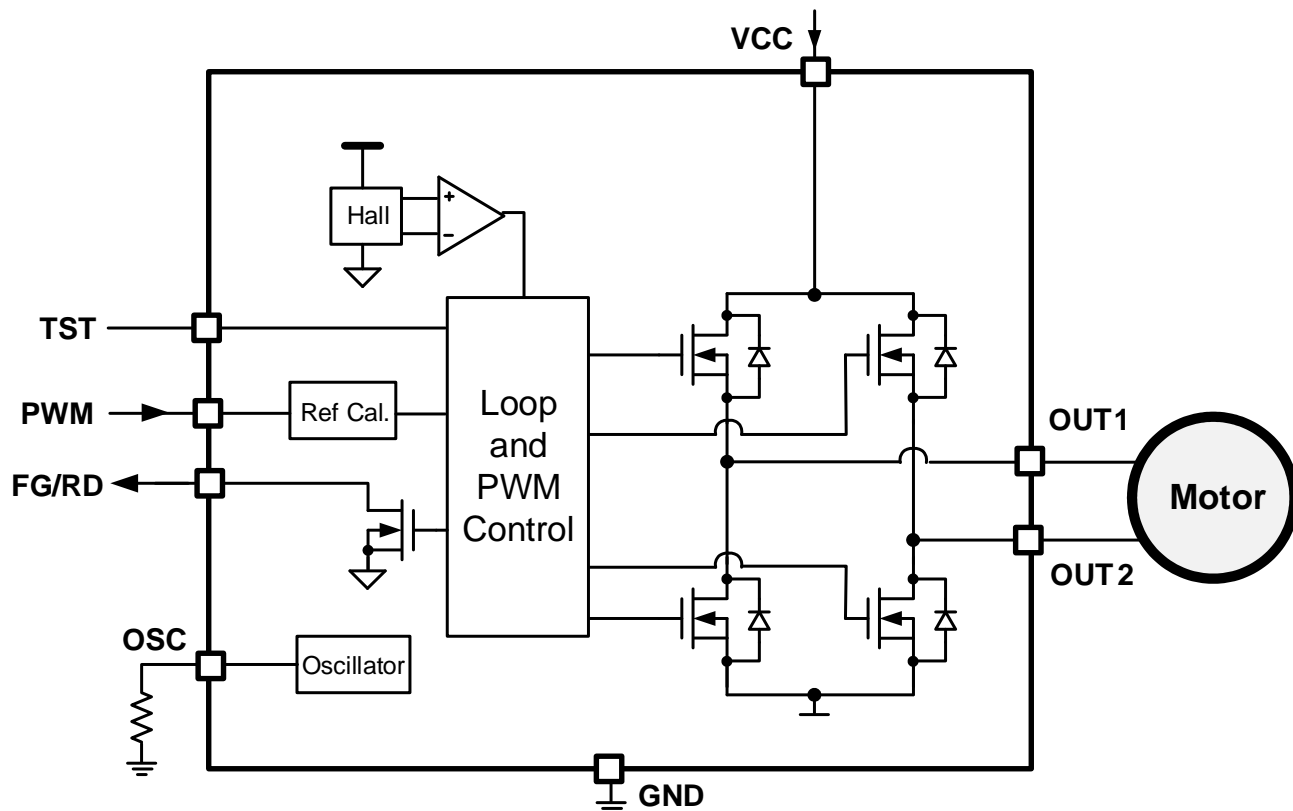 VCC
Hall
+
−
TST
PWM
Ref Cal.
Loop
and
PWM
Control
OUT1
FG/RD
Motor
OUT2
OSC
Oscillator
GND